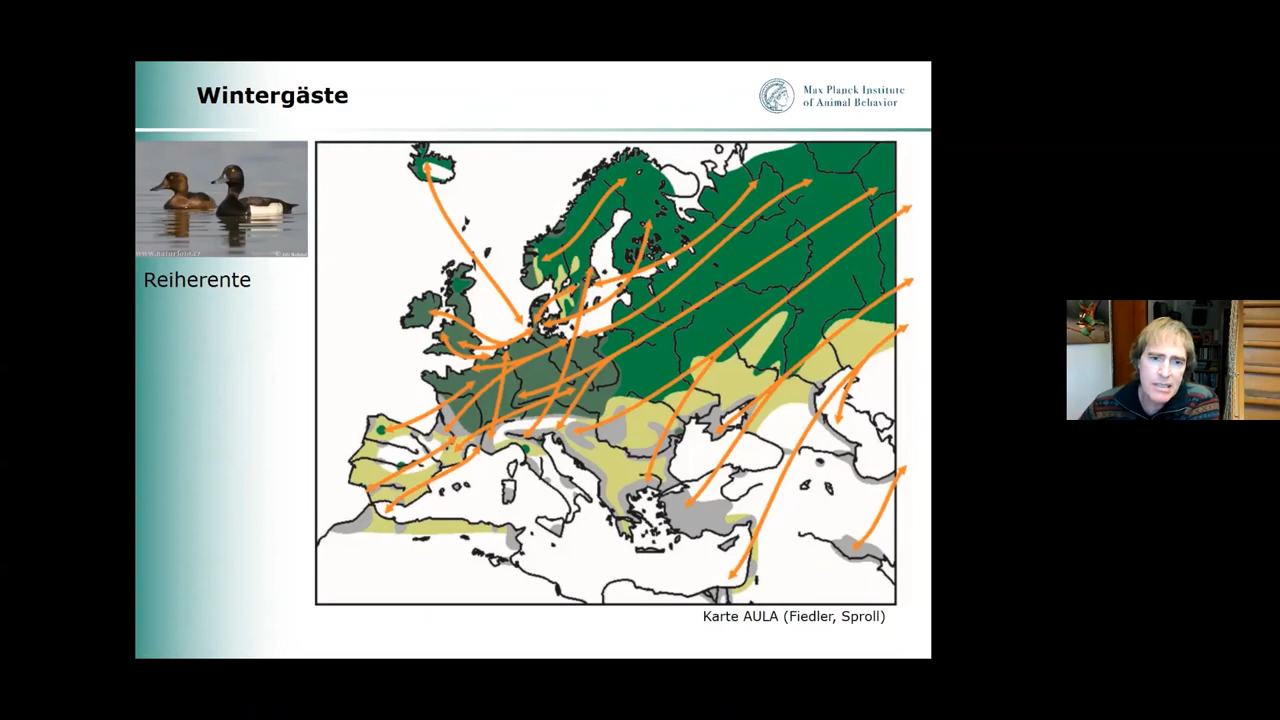 Wintergäste
Max Planck Institute
of Animal Behavior
www.naturfoto.cz
Reiherente
Karte AULA (Fiedler, Sproll)